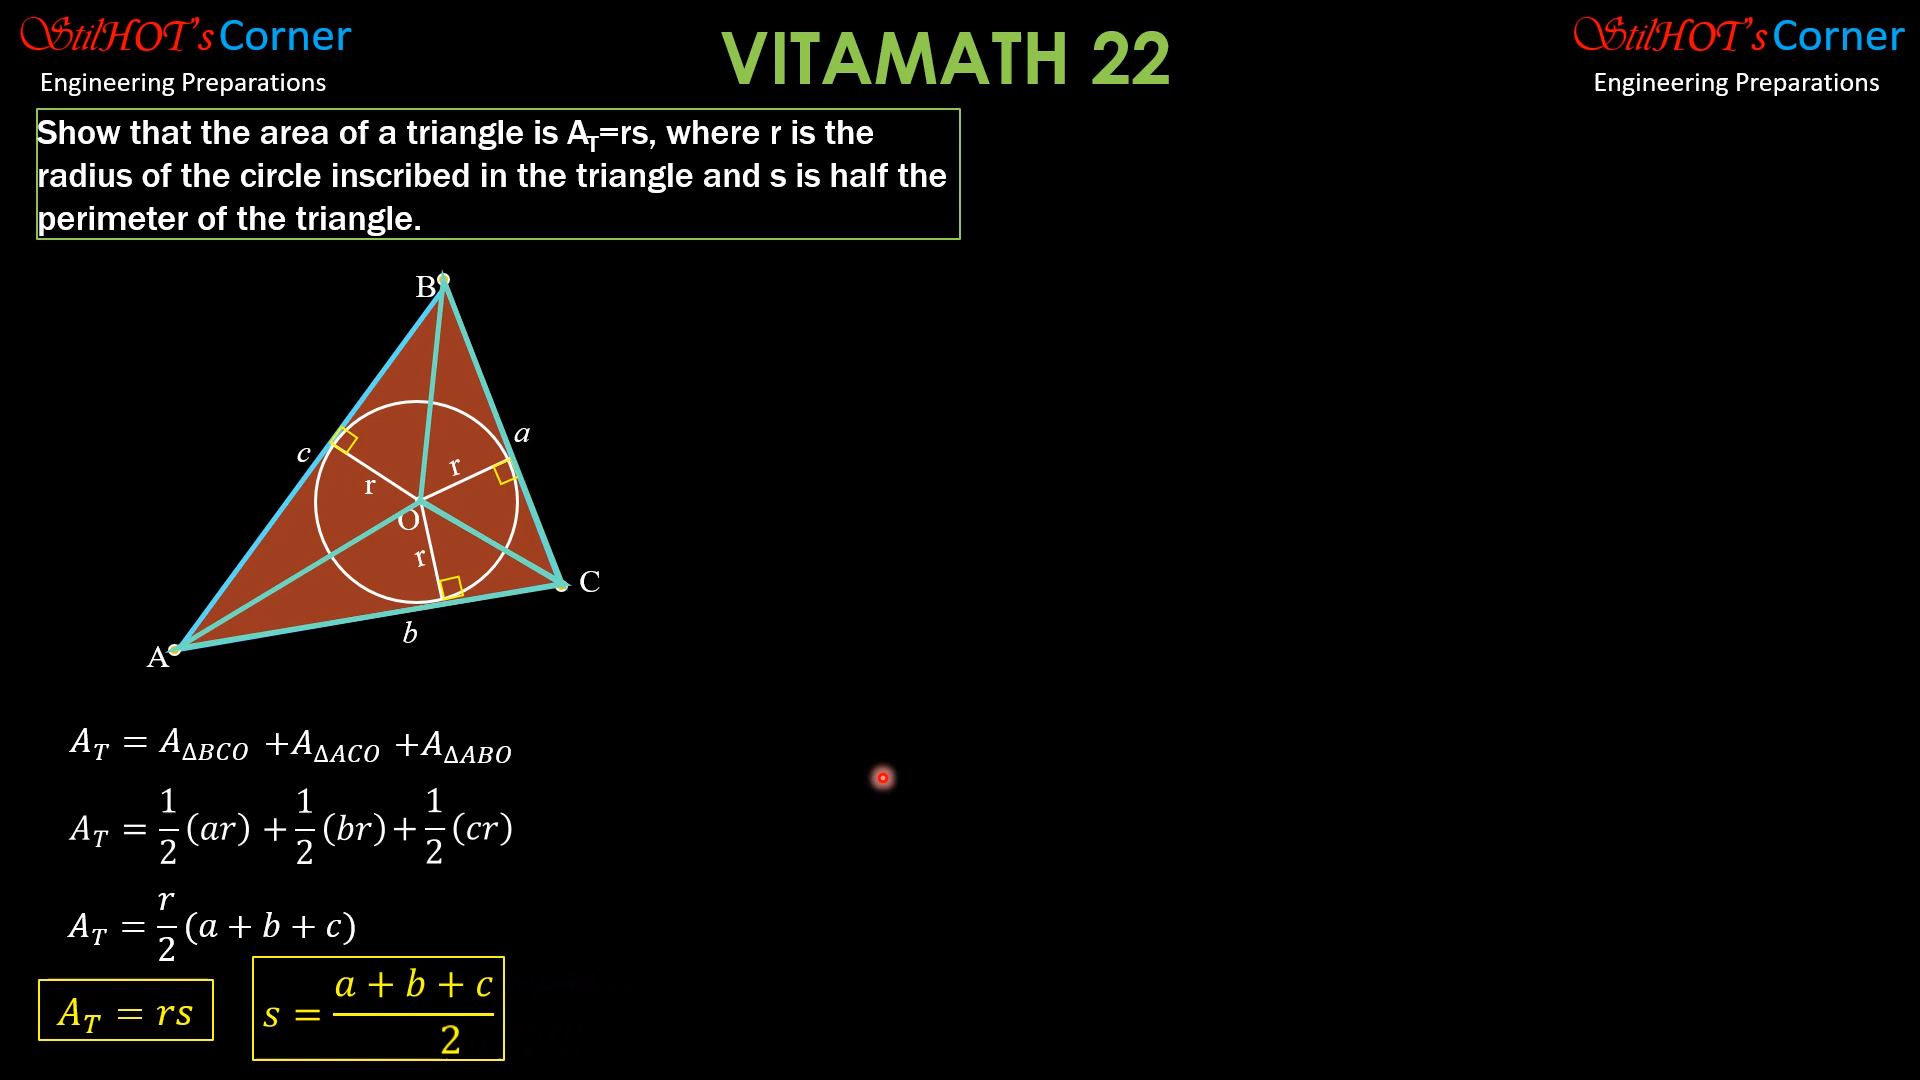 StilHOT's Corner
Engineering Preparations
VITAMATH 22
StilHOT's Corner
Engineering Preparations
Show that the area of a triangle is A_T=rs, where r is the
radius of the circle inscribed in the triangle and s is half the
perimeter of the triangle.
B
a
c
r
r
O
r
C
b
A
A_T = A_ΔBCO +A_ΔACO +A_ΔABO
A_T = 1/2 (ar) + 1/2 (br) + 1/2 (cr)
A_T = r/2 (a + b + c)
A_T = rs
s = (a + b + c)/2